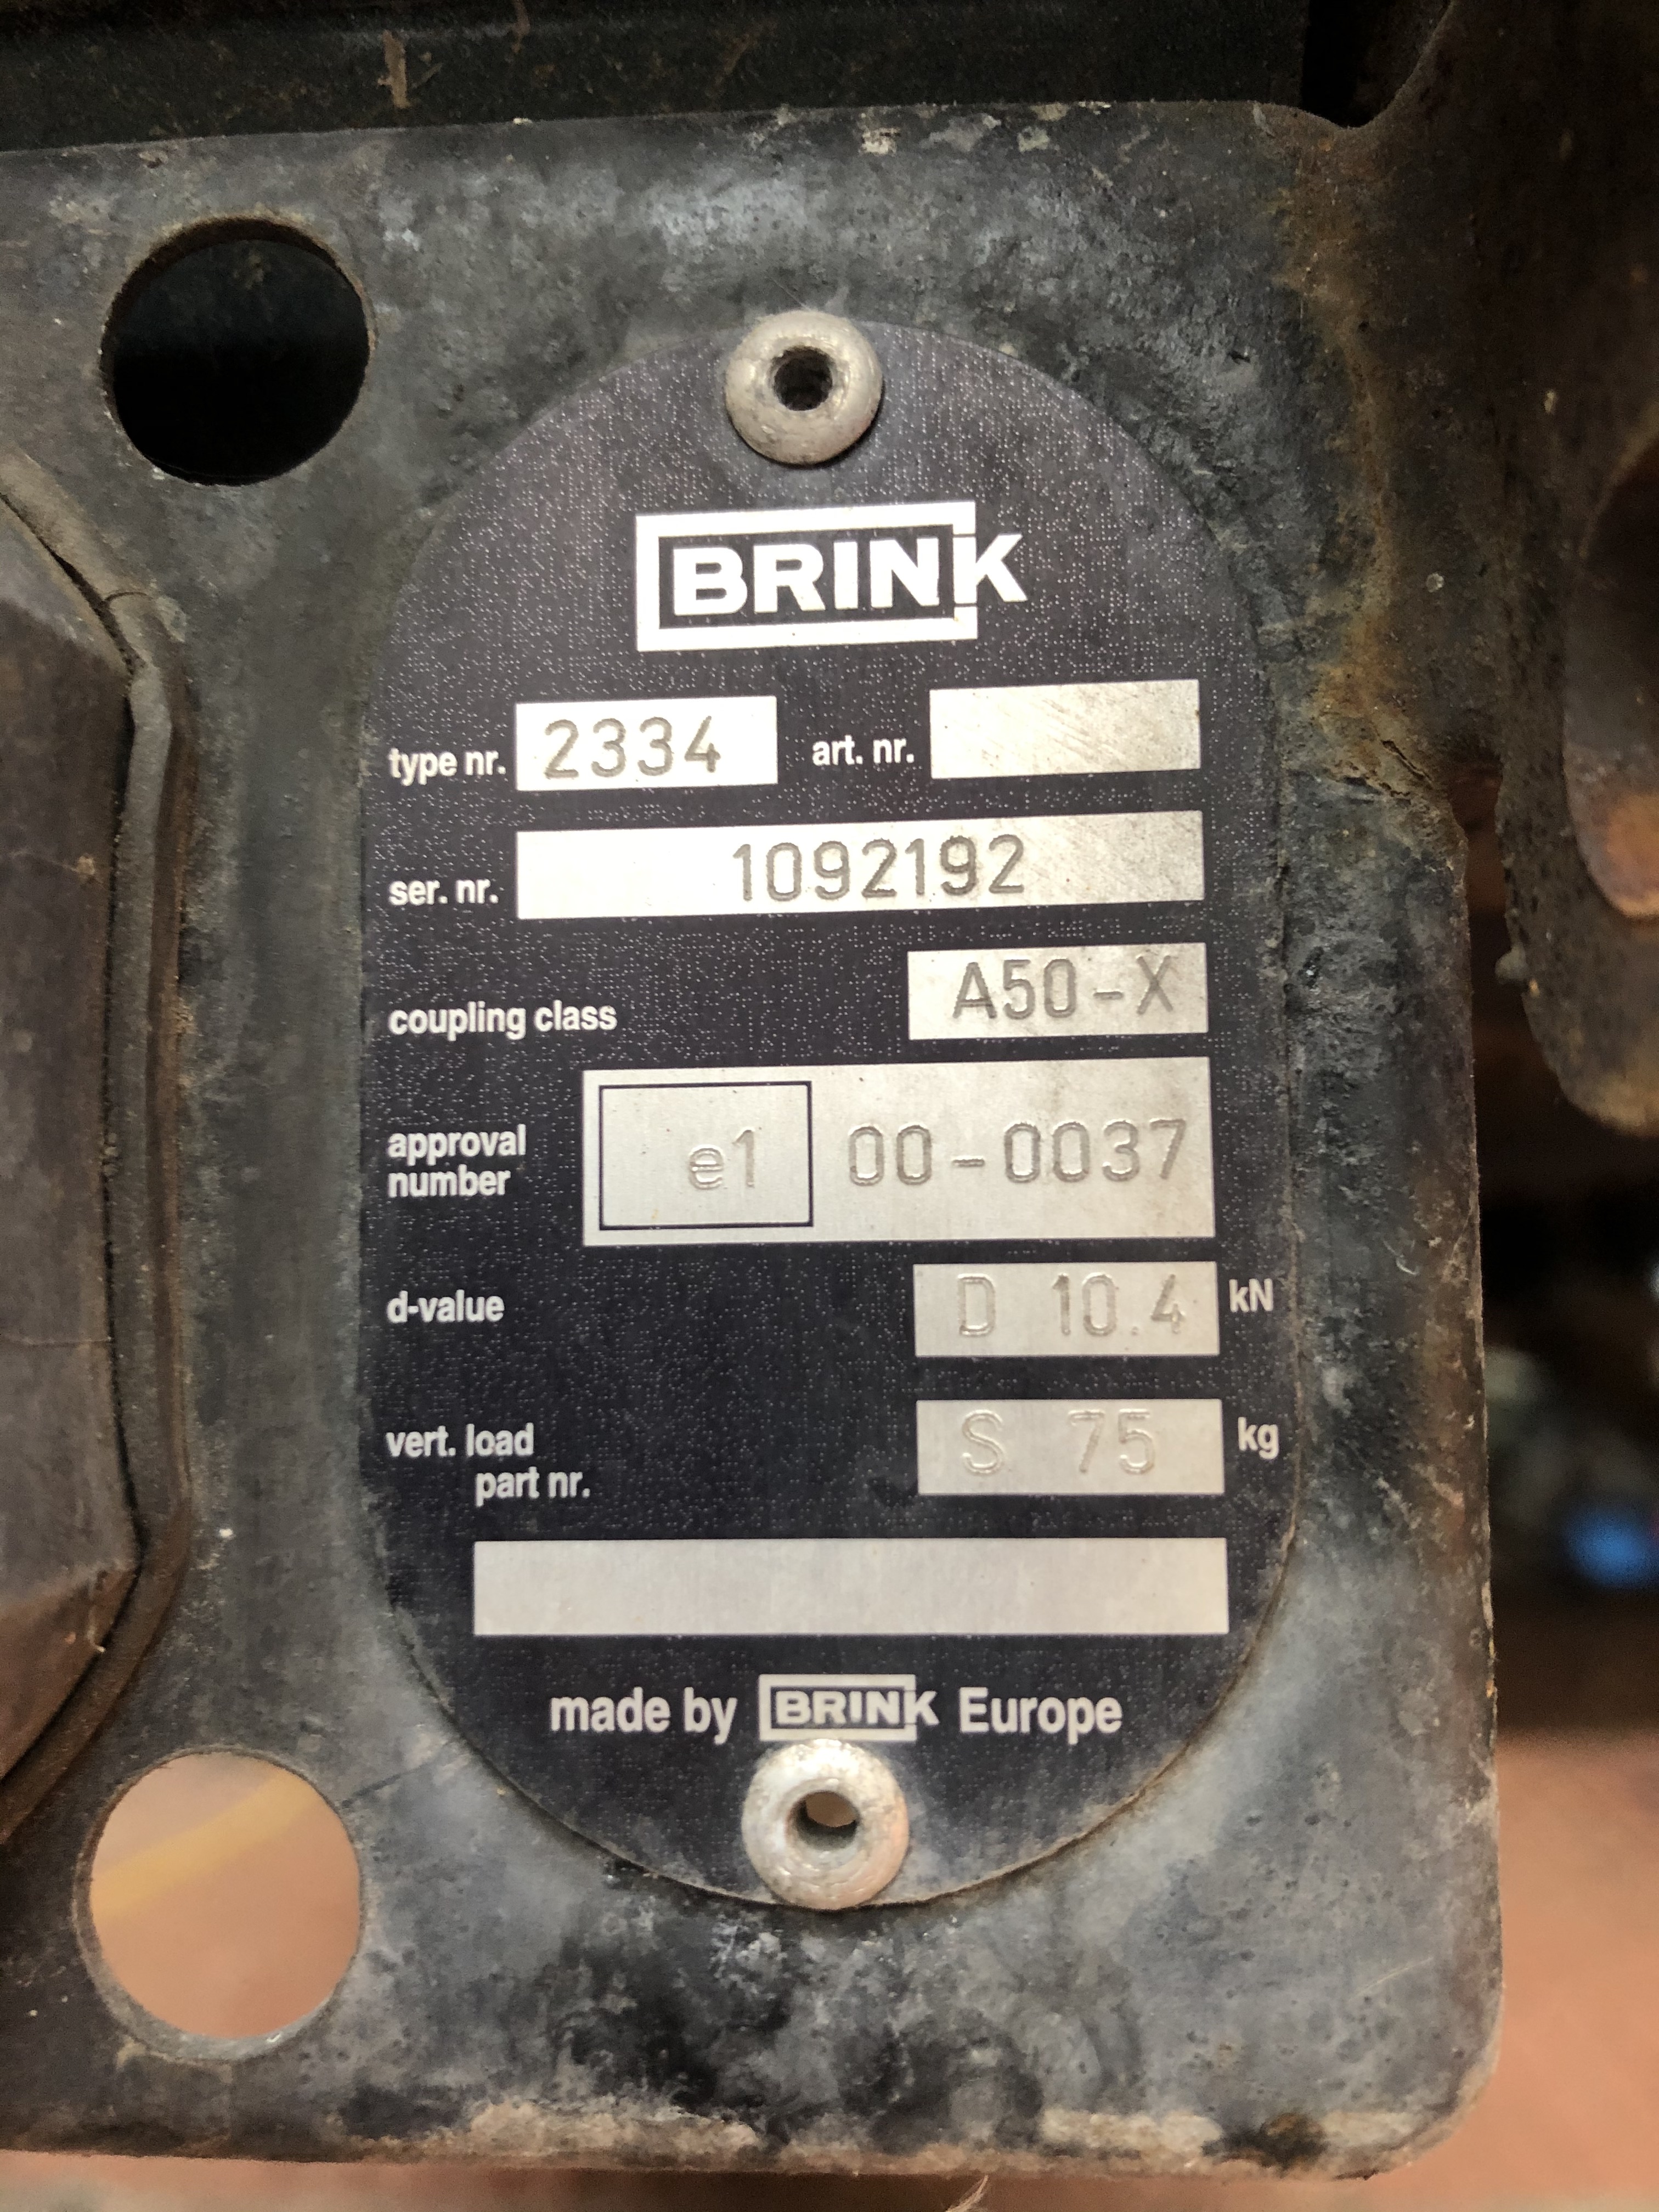 BRINK
type nr. 2334 art. nr.
ser. nr. 1092192
coupling class A50-X
approval
number e1 00-0037
d-value D 10.4 kN
vert. load S 75 kg
part nr.
made by BRINK Europe